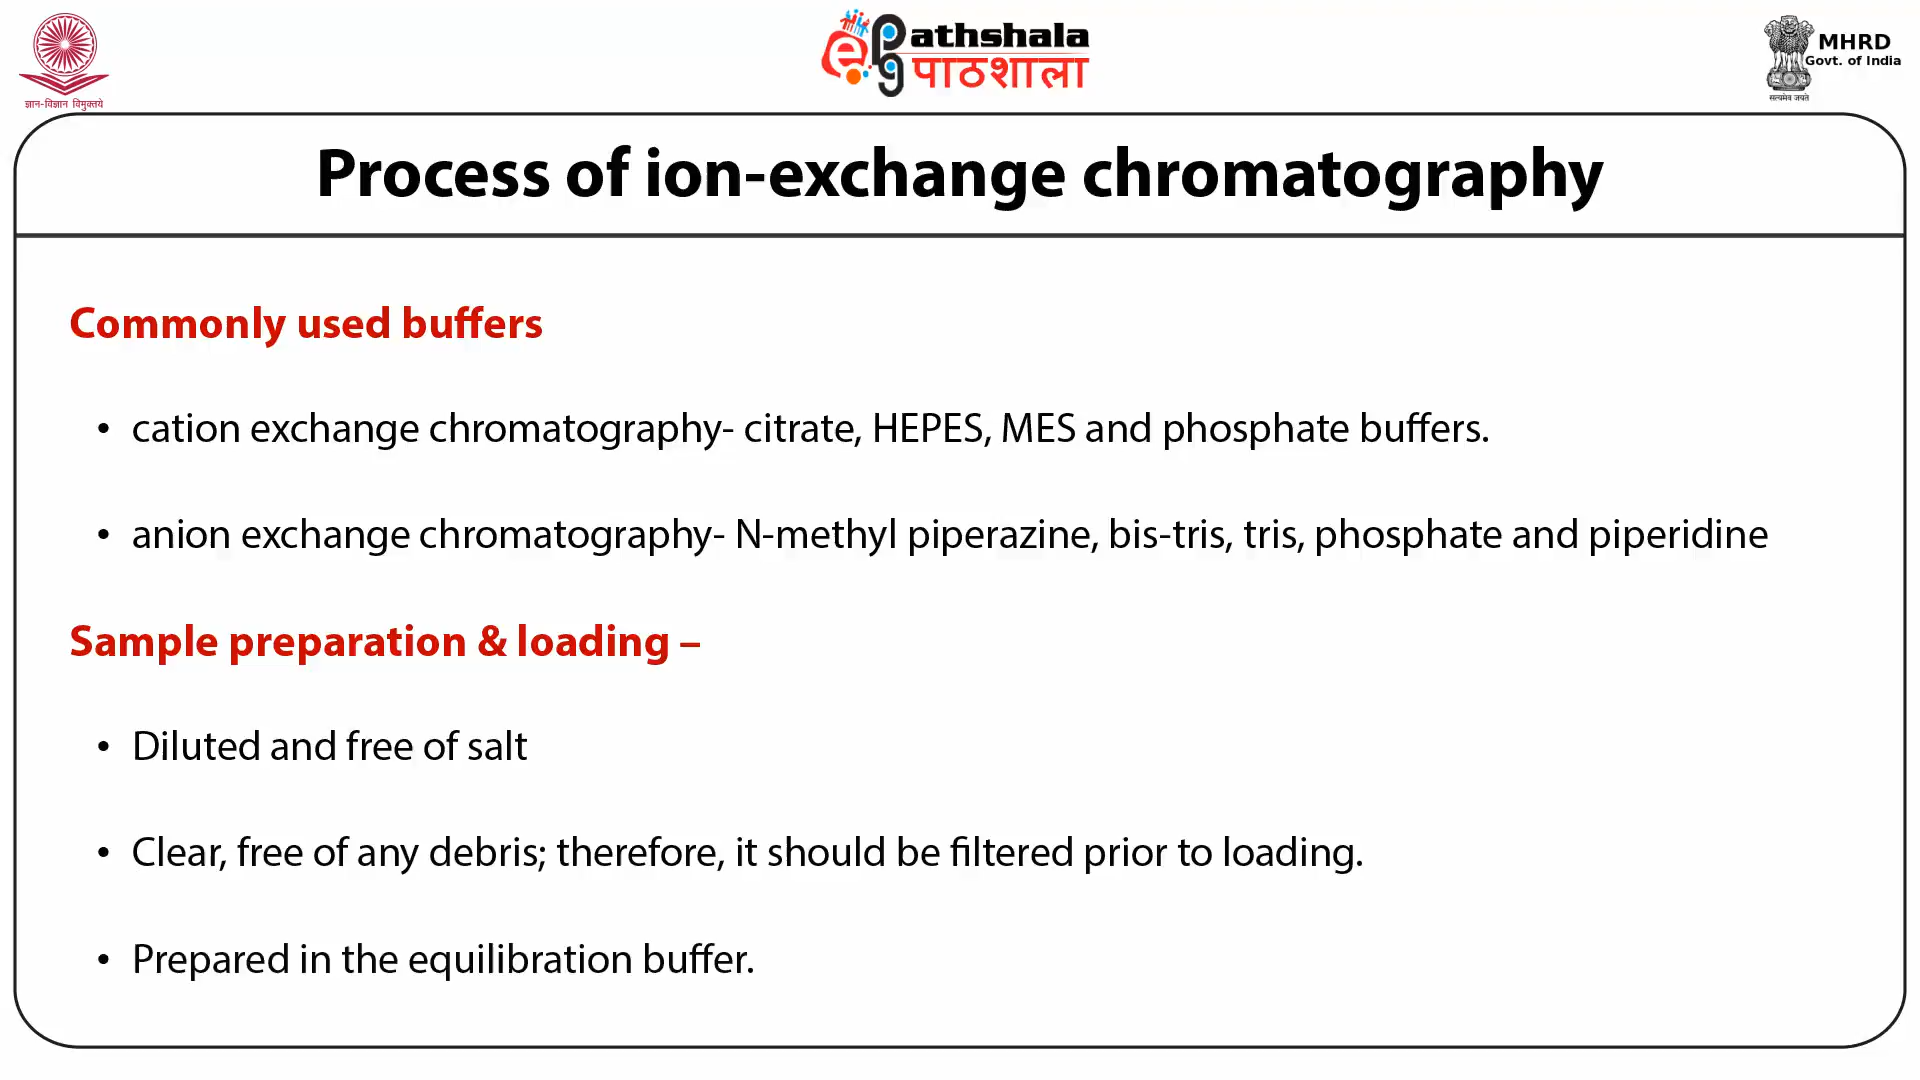 ज्ञान-विज्ञान विमुक्तये
ePg athshala
पाठशाला
MHRD
Govt. of India
सत्यमेव जयते
Process of ion-exchange chromatography
Commonly used buffers
• cation exchange chromatography- citrate, HEPES, MES and phosphate buffers.
• anion exchange chromatography- N-methyl piperazine, bis-tris, tris, phosphate and piperidine
Sample preparation & loading –
• Diluted and free of salt
• Clear, free of any debris; therefore, it should be filtered prior to loading.
• Prepared in the equilibration buffer.